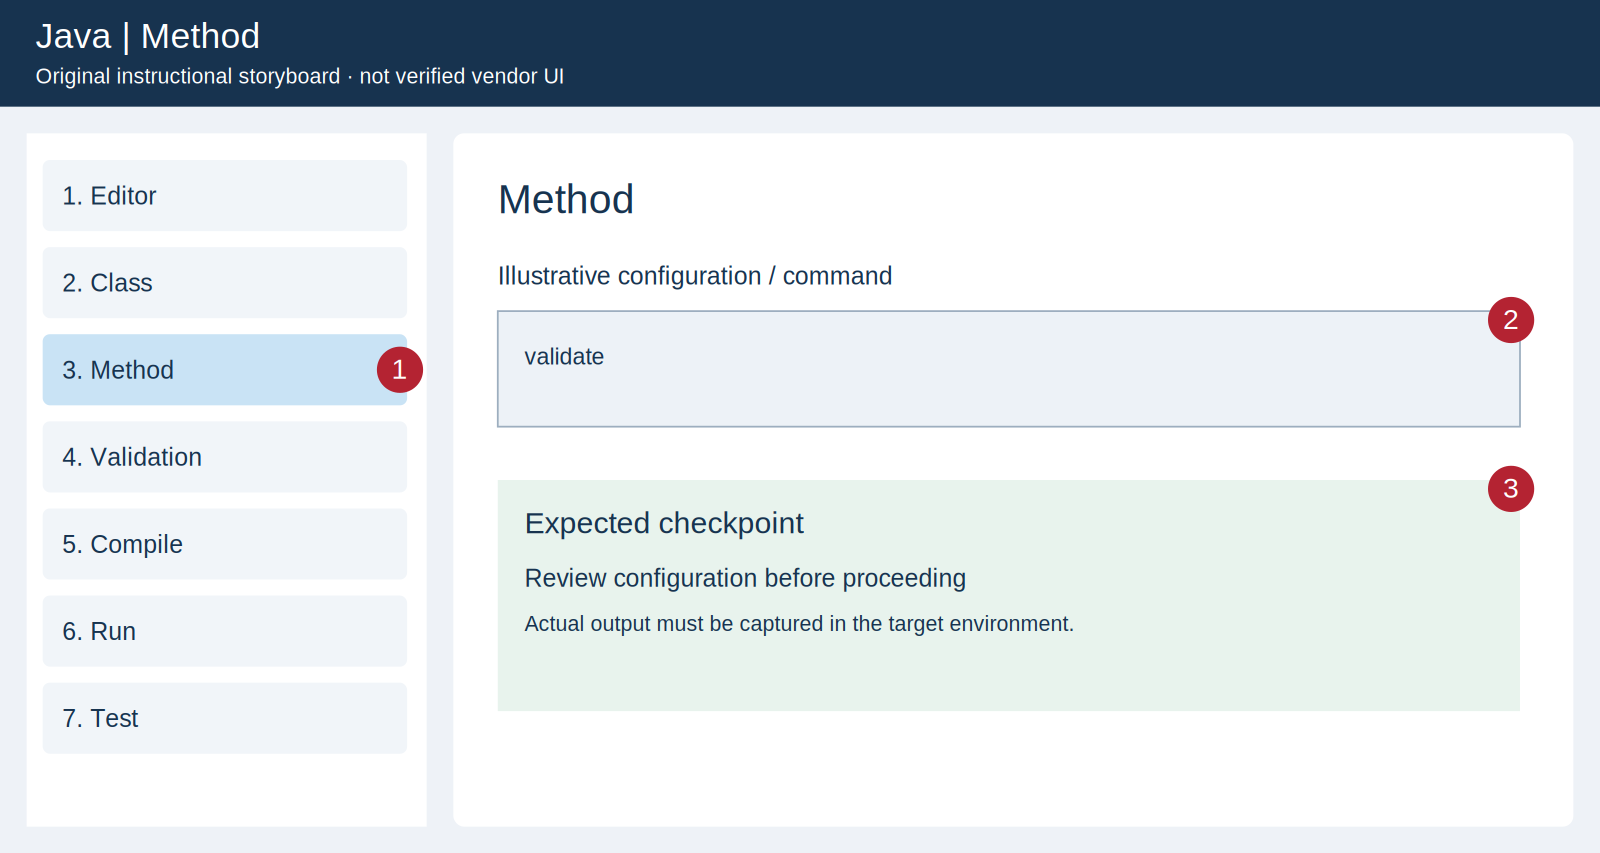 Java | Method
Original instructional storyboard · not verified vendor UI
1. Editor
2. Class
3. Method
1
4. Validation
5. Compile
6. Run
7. Test
Method
Illustrative configuration / command
2
validate
3
Expected checkpoint
Review configuration before proceeding
Actual output must be captured in the target environment.